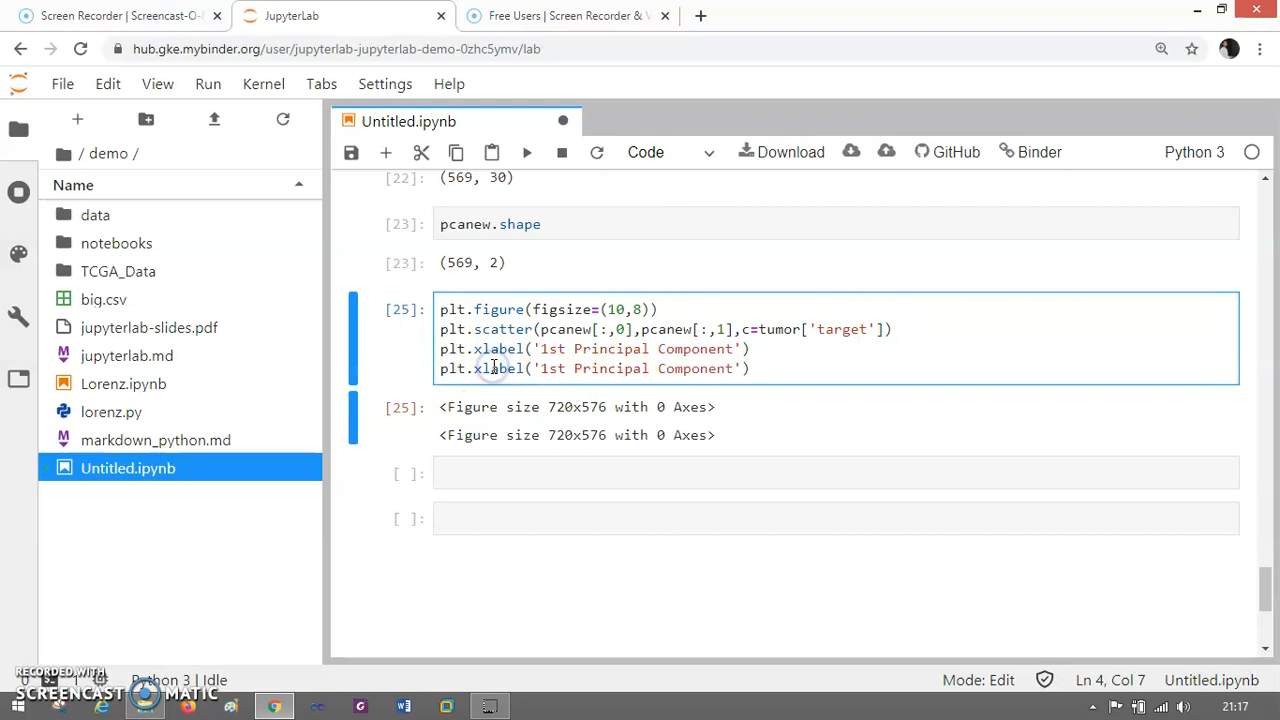 Screen Recorder | Screencast-O-
JupyterLab
Free Users | Screen Recorder & V
hub.gke.mybinder.org/user/jupyterlab-jupyterlab-demo-0zhc5ymv/lab
File Edit View Run Kernel Tabs Settings Help
Untitled.ipynb
Code Download GitHub Binder Python 3
/ demo /
Name
data
notebooks
TCGA_Data
big.csv
jupyterlab-slides.pdf
jupyterlab.md
Lorenz.ipynb
lorenz.py
markdown_python.md
Untitled.ipynb
[22]: (569, 30)
[23]: pcanew.shape
[23]: (569, 2)
[25]: plt.figure(figsize=(10,8))
plt.scatter(pcanew[:,0],pcanew[:,1],c=tumor['target'])
plt.xlabel('1st Principal Component')
plt.xlabel('1st Principal Component')
[25]: <Figure size 720x576 with 0 Axes>
<Figure size 720x576 with 0 Axes>
[ ]:
[ ]:
RECORDED WITH
SCREENCAST MATIC
Python 3 | Idle
Mode: Edit Ln 4, Col 7 Untitled.ipynb
21:17